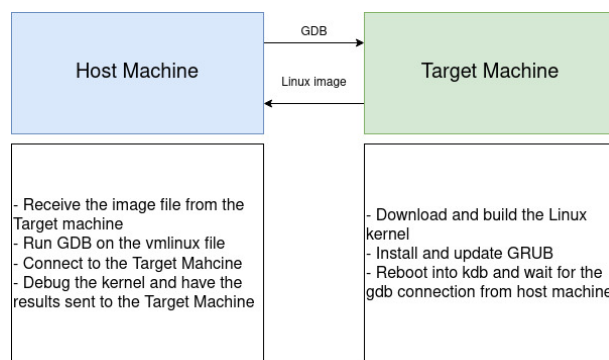 GDB
Host Machine
Target Machine
Linux image
- Receive the image file from the
Target machine
- Run GDB on the vmlinux file
- Connect to the Target Mahcine
- Debug the kernel and have the
results sent to the Target Machine
- Download and build the Linux
kernel
- Install and update GRUB
- Reboot into kdb and wait for the
gdb connection from host machine